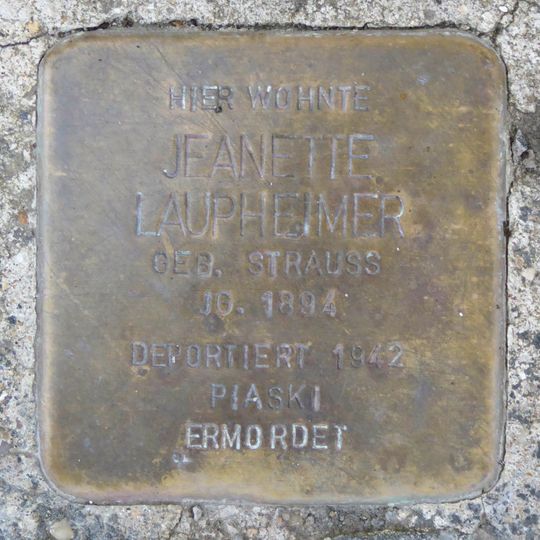 HIER WOHNTE
JEANETTE
LAUPHEIMER
GEB. STRAUSS
JG. 1894
DEPORTIERT 1942
PIASKI
ERMORDET